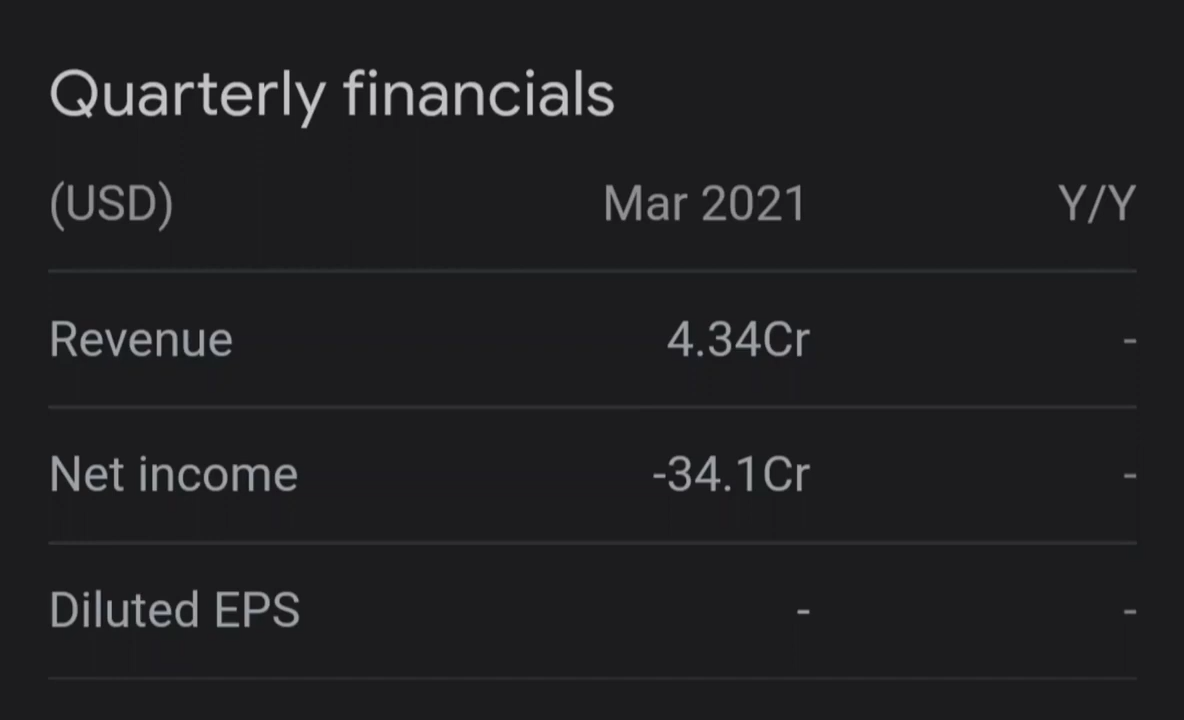 Quarterly financials
(USD) Mar 2021 Y/Y
Revenue 4.34Cr -
Net income -34.1Cr -
Diluted EPS - -